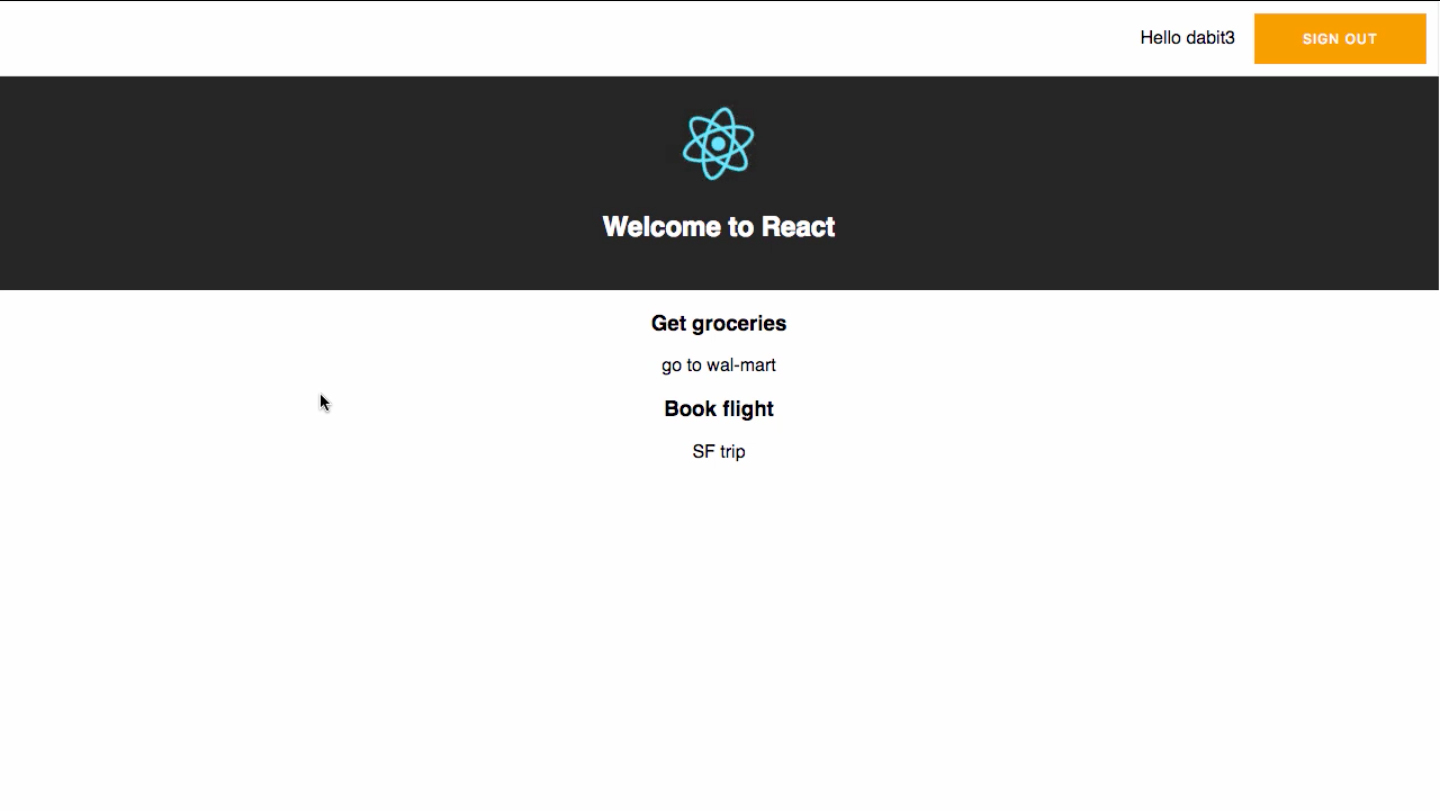 Hello dabit3 SIGN OUT
Welcome to React
Get groceries
go to wal-mart
Book flight
SF trip